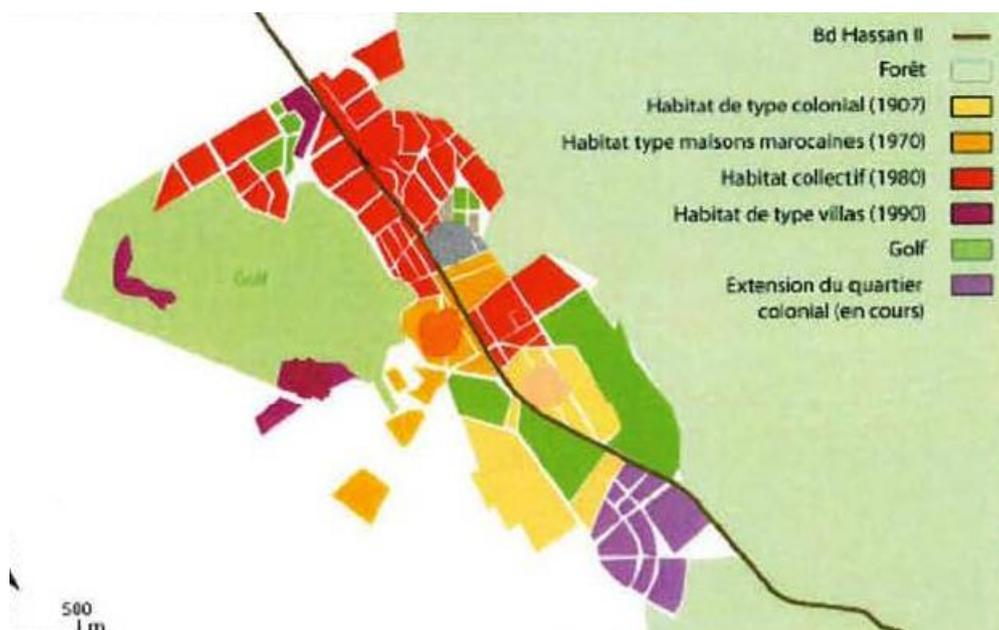 Bd Hassan II
Forêt
Habitat de type colonial (1907)
Habitat type maisons marocaines (1970)
Habitat collectif (1980)
Habitat de type villas (1990)
Golf
Extension du quartier
colonial (en cours)
Golf
500
m